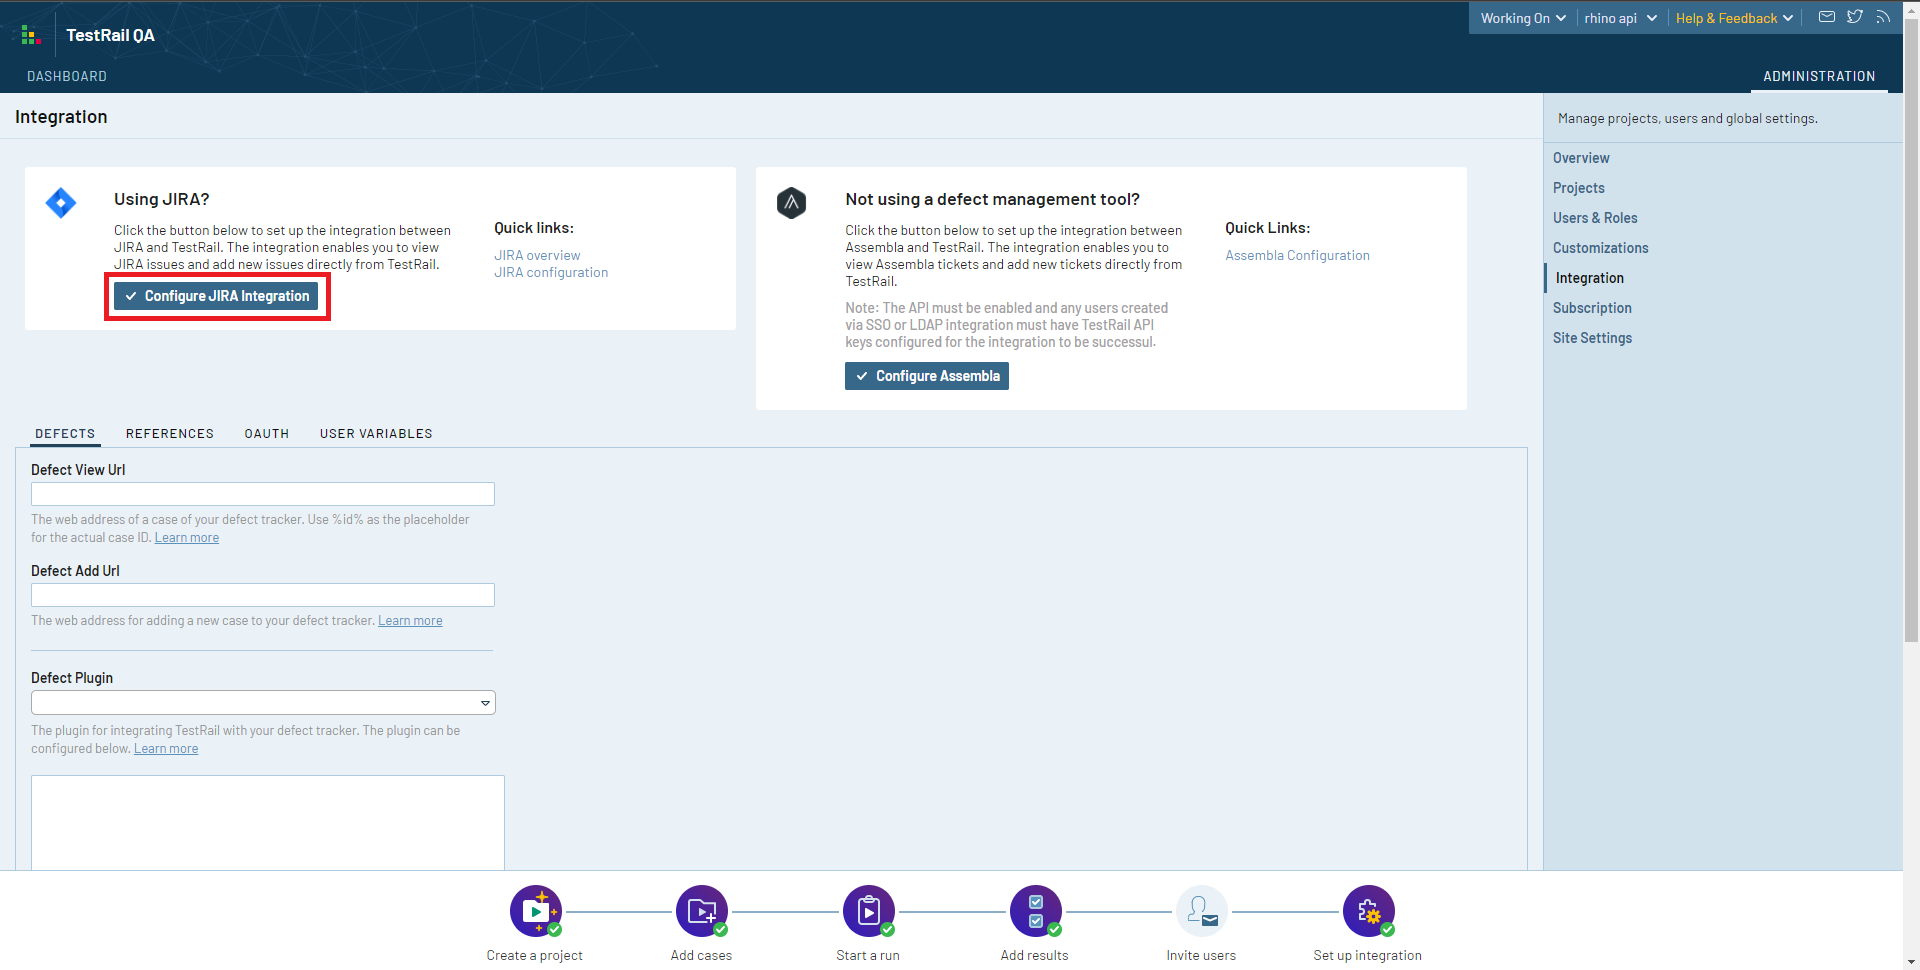 TestRail QA
Working On
rhino api
Help & Feedback
DASHBOARD
ADMINISTRATION
Integration
Using JIRA?
Click the button below to set up the integration between
JIRA and TestRail. The integration enables you to view
JIRA issues and add new issues directly from TestRail.
Configure JIRA Integration
Quick links:
JIRA overview
JIRA configuration
Not using a defect management tool?
Click the button below to set up the integration between
Assembla and TestRail. The integration enables you to
view Assembla tickets and add new tickets directly from
TestRail.
Note: The API must be enabled and any users created
via SSO or LDAP integration must have TestRail API
keys configured for the integration to be successul.
Configure Assembla
Quick Links:
Assembla Configuration
Manage projects, users and global settings.
Overview
Projects
Users & Roles
Customizations
Integration
Subscription
Site Settings
DEFECTS
REFERENCES
OAUTH
USER VARIABLES
Defect View Url
The web address of a case of your defect tracker. Use %id% as the placeholder
for the actual case ID. Learn more
Defect Add Url
The web address for adding a new case to your defect tracker. Learn more
Defect Plugin
The plugin for integrating TestRail with your defect tracker. The plugin can be
configured below. Learn more
Create a project
Add cases
Start a run
Add results
Invite users
Set up integration